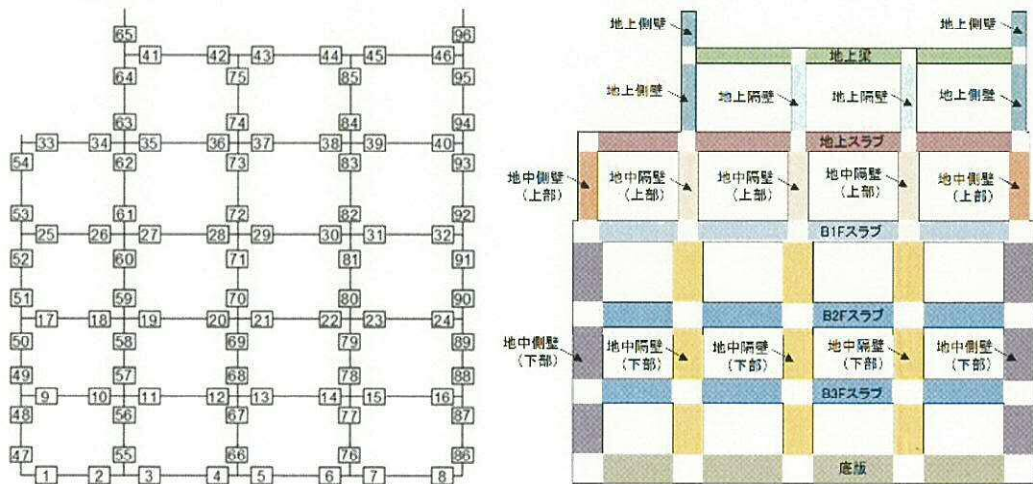 65
96
41 42 43 44 45 46
64 75 85 95
63 74 84 94
33 34 35 36 37 38 39 40
54 62 73 83 93
53 61 72 82 92
25 26 27 28 29 30 31 32
52 60 71 81 91
51 59 70 80 90
17 18 19 20 21 22 23 24
50 58 69 79 89
49 57 68 78 88
9 10 11 12 13 14 15 16
48 56 67 77 87
47 55 66 76 86
1 2 3 4 5 6 7 8
地上側壁 地上側壁
地上梁
地上側壁 地上隔壁 地上隔壁 地上側壁
地上スラブ
地中側壁 地中隔壁 地中隔壁 地中隔壁 地中側壁
(上部) (上部) (上部) (上部) (上部)
B1Fスラブ
B2Fスラブ
地中側壁 地中隔壁 地中隔壁 地中隔壁 地中側壁
(下部) (下部) (下部) (下部) (下部)
B3Fスラブ
底版